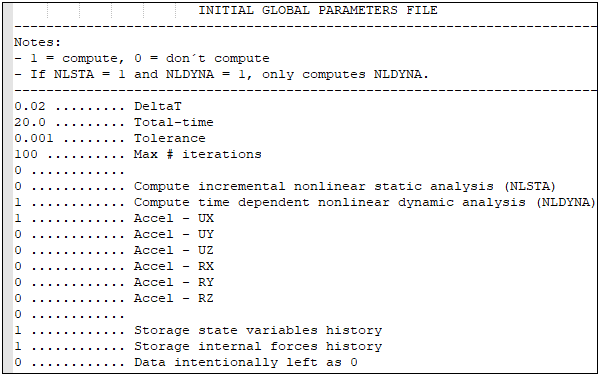 INITIAL GLOBAL PARAMETERS FILE
--------------------------------------------------------------------------
Notes:
- 1 = compute, 0 = don´t compute
- If NLSTA = 1 and NLDYNA = 1, only computes NLDYNA.
--------------------------------------------------------------------------
0.02 ......... DeltaT
20.0 ......... Total-time
0.001 ........ Tolerance
100 .......... Max # iterations
0 ............
0 ............ Compute incremental nonlinear static analysis (NLSTA)
1 ............ Compute time dependent nonlinear dynamic analysis (NLDYNA)
1 ............ Accel - UX
0 ............ Accel - UY
0 ............ Accel - UZ
0 ............ Accel - RX
0 ............ Accel - RY
0 ............ Accel - RZ
0 ............
1 ............ Storage state variables history
1 ............ Storage internal forces history
0 ............ Data intentionally left as 0